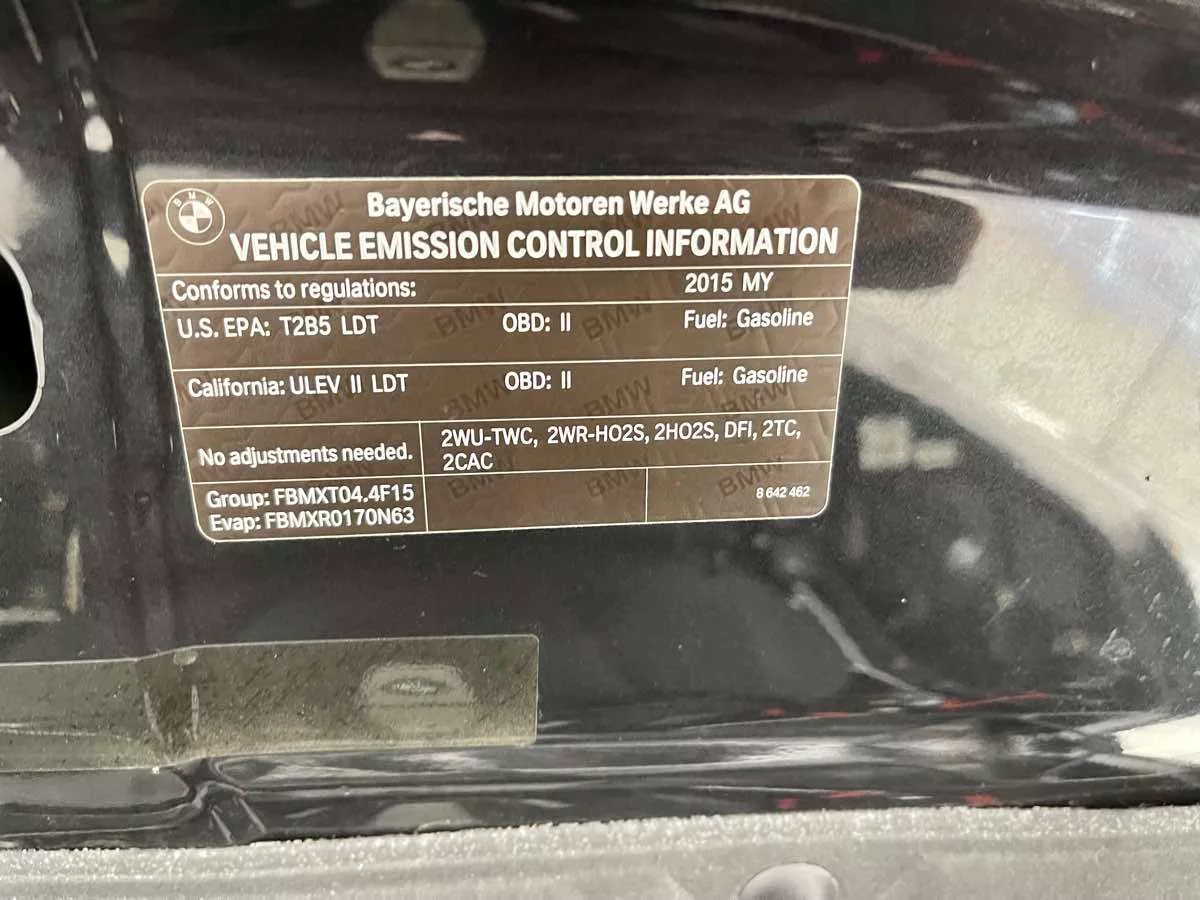 BMW
Bayerische Motoren Werke AG
VEHICLE EMISSION CONTROL INFORMATION
Conforms to regulations: 2015 MY
U.S. EPA: T2B5 LDT OBD: II Fuel: Gasoline
California: ULEV II LDT OBD: II Fuel: Gasoline
No adjustments needed. 2WU-TWC, 2WR-HO2S, 2HO2S, DFI, 2TC,
2CAC
Group: FBMXT04.4F15
Evap: FBMXR0170N63
8 642 462